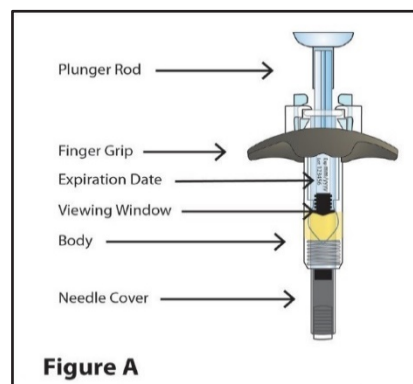 Plunger Rod
Finger Grip
Expiration Date
Viewing Window
Body
Needle Cover
Figure A